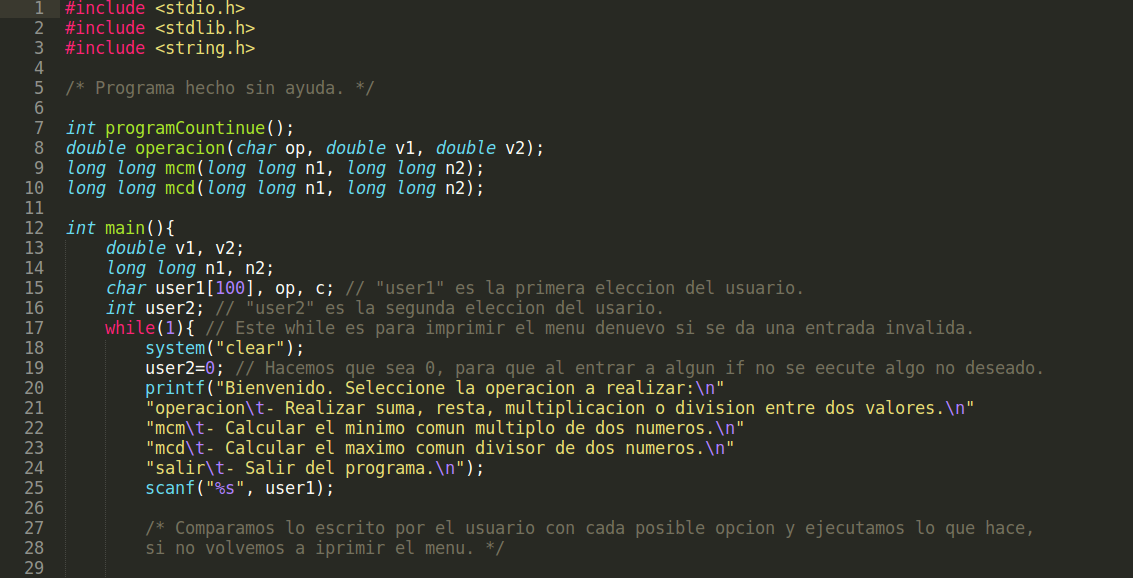 1 #include <stdio.h>
2 #include <stdlib.h>
3 #include <string.h>
4
5 /* Programa hecho sin ayuda. */
6
7 int programCountinue();
8 double operacion(char op, double v1, double v2);
9 long long mcm(long long n1, long long n2);
10 long long mcd(long long n1, long long n2);
11
12 int main(){
13 double v1, v2;
14 long long n1, n2;
15 char user1[100], op, c; // "user1" es la primera eleccion del usuario.
16 int user2; // "user2" es la segunda eleccion del usario.
17 while(1){ // Este while es para imprimir el menu denuevo si se da una entrada invalida.
18 system("clear");
19 user2=0; // Hacemos que sea 0, para que al entrar a algun if no se eecute algo no deseado.
20 printf("Bienvenido. Seleccione la operacion a realizar:\n"
21 "operacion\t- Realizar suma, resta, multiplicacion o division entre dos valores.\n"
22 "mcm\t- Calcular el minimo comun multiplo de dos numeros.\n"
23 "mcd\t- Calcular el maximo comun divisor de dos numeros.\n"
24 "salir\t- Salir del programa.\n");
25 scanf("%s", user1);
26
27 /* Comparamos lo escrito por el usuario con cada posible opcion y ejecutamos lo que hace,
28 si no volvemos a iprimir el menu. */
29